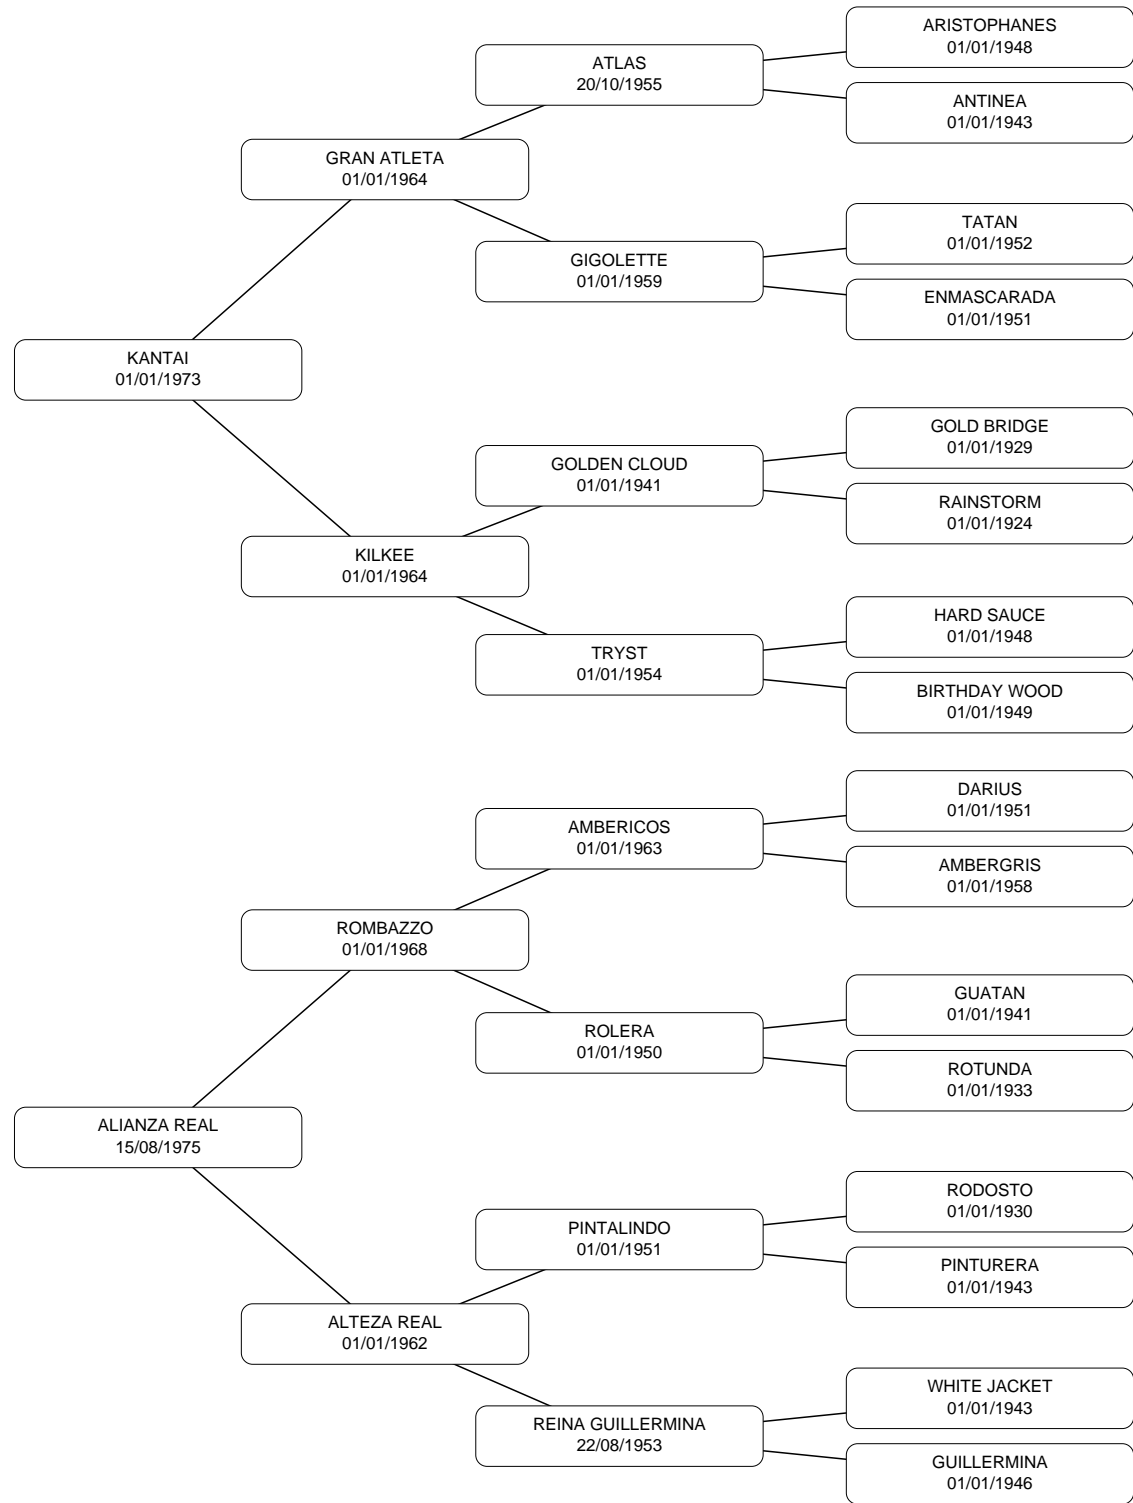 ARISTOPHANES
01/01/1948
ATLAS
20/10/1955
ANTINEA
01/01/1943
GRAN ATLETA
01/01/1964
TATAN
01/01/1952
GIGOLETTE
01/01/1959
ENMASCARADA
01/01/1951
KANTAI
01/01/1973
GOLD BRIDGE
01/01/1929
GOLDEN CLOUD
01/01/1941
RAINSTORM
01/01/1924
KILKEE
01/01/1964
HARD SAUCE
01/01/1948
TRYST
01/01/1954
BIRTHDAY WOOD
01/01/1949
DARIUS
01/01/1951
AMBERICOS
01/01/1963
AMBERGRIS
01/01/1958
ROMBAZZO
01/01/1968
GUATAN
01/01/1941
ROLERA
01/01/1950
ROTUNDA
01/01/1933
ALIANZA REAL
15/08/1975
RODOSTO
01/01/1930
PINTALINDO
01/01/1951
PINTURERA
01/01/1943
ALTEZA REAL
01/01/1962
WHITE JACKET
01/01/1943
REINA GUILLERMINA
22/08/1953
GUILLERMINA
01/01/1946